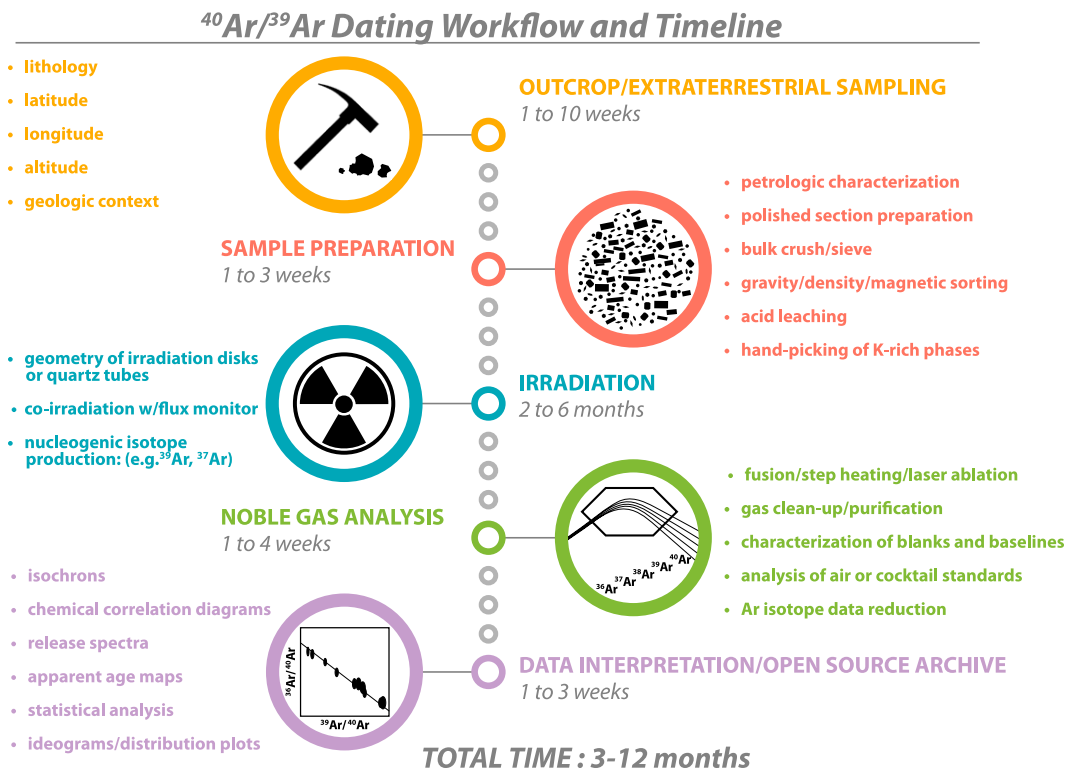 ⁴⁰Ar/³⁹Ar Dating Workflow and Timeline
• lithology
• latitude
• longitude
• altitude
• geologic context
OUTCROP/EXTRATERRESTRIAL SAMPLING
1 to 10 weeks
SAMPLE PREPARATION
1 to 3 weeks
• petrologic characterization
• polished section preparation
• bulk crush/sieve
• gravity/density/magnetic sorting
• acid leaching
• hand-picking of K-rich phases
• geometry of irradiation disks
or quartz tubes
• co-irradiation w/flux monitor
• nucleogenic isotope
production: (e.g.³⁹Ar, ³⁷Ar)
IRRADIATION
2 to 6 months
NOBLE GAS ANALYSIS
1 to 4 weeks
³⁶Ar
³⁷Ar
³⁸Ar
³⁹Ar
⁴⁰Ar
• fusion/step heating/laser ablation
• gas clean-up/purification
• characterization of blanks and baselines
• analysis of air or cocktail standards
• Ar isotope data reduction
• isochrons
• chemical correlation diagrams
• release spectra
• apparent age maps
• statistical analysis
• ideograms/distribution plots
³⁶Ar/⁴⁰Ar
³⁹Ar/⁴⁰Ar
DATA INTERPRETATION/OPEN SOURCE ARCHIVE
1 to 3 weeks
TOTAL TIME : 3-12 months